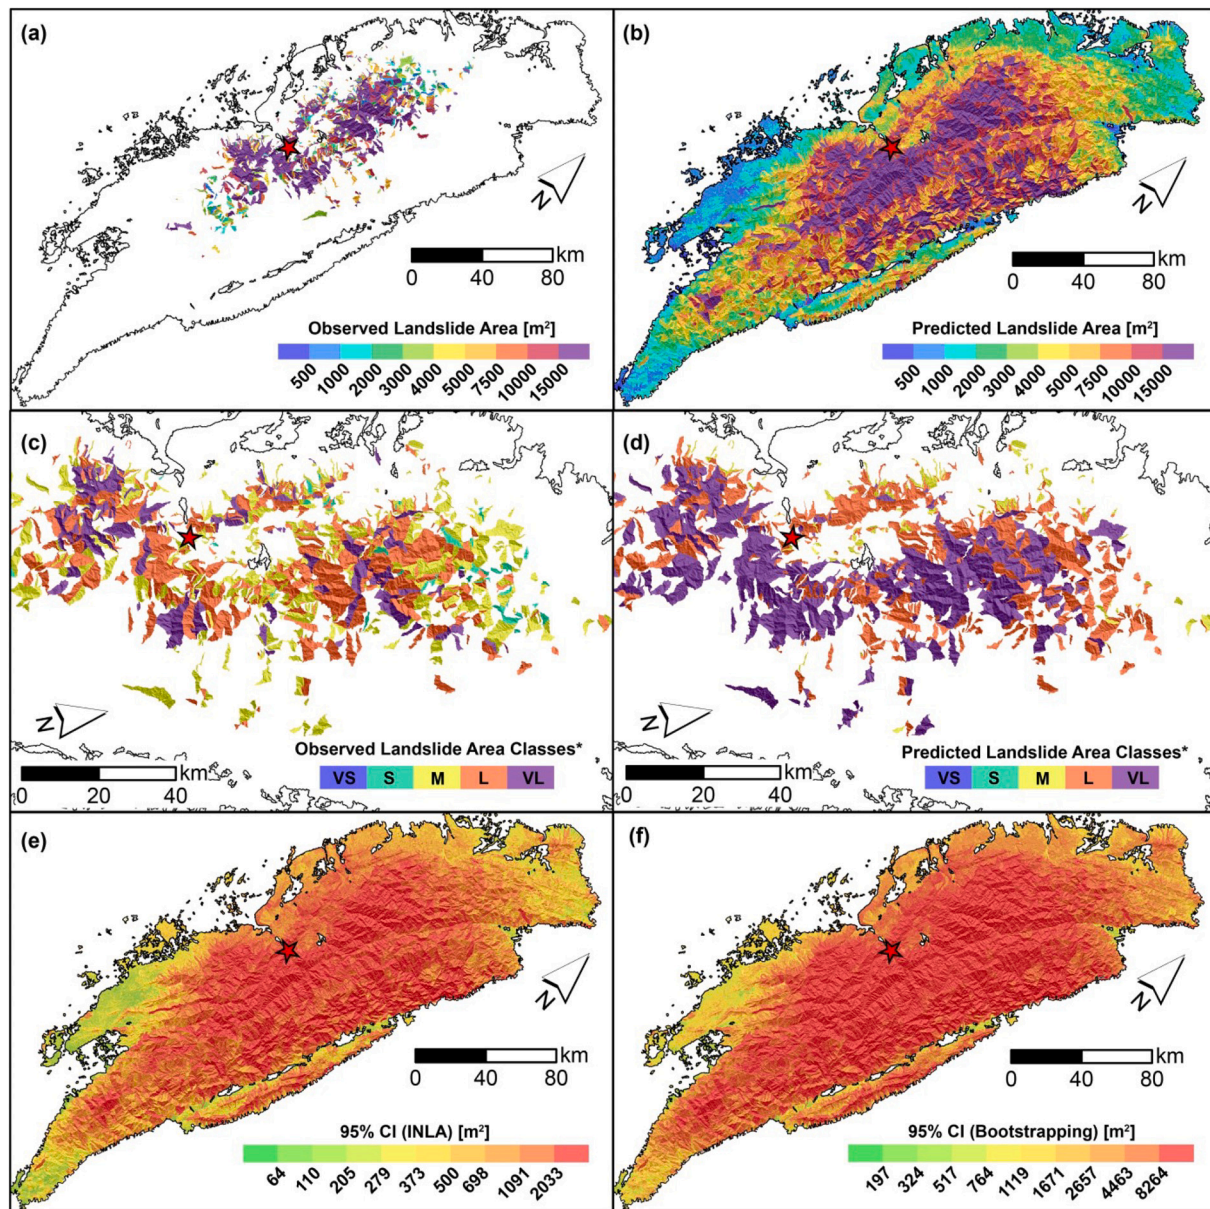 (a)
N
km
0 40 80
Observed Landslide Area [m²]
500 1000 2000 3000 4000 5000 7500 10000 15000
(b)
N
km
0 40 80
Predicted Landslide Area [m²]
500 1000 2000 3000 4000 5000 7500 10000 15000
(c)
N
Observed Landslide Area Classes*
km
VS S M L VL
0 20 40
(d)
N
Predicted Landslide Area Classes*
km
VS S M L VL
0 20 40
(e)
N
km
0 40 80
95% CI (INLA) [m²]
64 110 205 279 373 500 698 1091 2033
(f)
N
km
0 40 80
95% CI (Bootstrapping) [m²]
197 324 517 764 1119 1671 2657 4463 8264